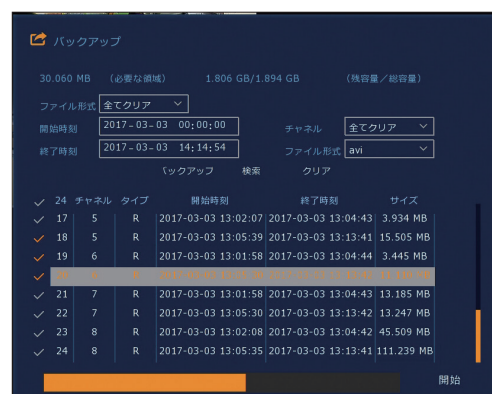 バックアップ
30.060 MB （必要な領域） 1.806 GB/1.894 GB （残容量／総容量）
ファイル形式 全てクリア
開始時刻 2017-03-03 00:00:00 チャネル 全てクリア
終了時刻 2017-03-03 14:14:54 ファイル形式 avi
バックアップ 検索 クリア
24 チャネル タイプ 開始時刻 終了時刻 サイズ
17 5 R 2017-03-03 13:02:07 2017-03-03 13:04:43 3.934 MB
18 5 R 2017-03-03 13:05:39 2017-03-03 13:13:41 15.505 MB
19 6 R 2017-03-03 13:01:58 2017-03-03 13:04:44 3.445 MB
21 7 R 2017-03-03 13:01:58 2017-03-03 13:04:43 13.185 MB
22 7 R 2017-03-03 13:05:30 2017-03-03 13:13:42 13.247 MB
23 8 R 2017-03-03 13:02:08 2017-03-03 13:04:42 45.509 MB
24 8 R 2017-03-03 13:05:35 2017-03-03 13:13:41 111.239 MB
開始